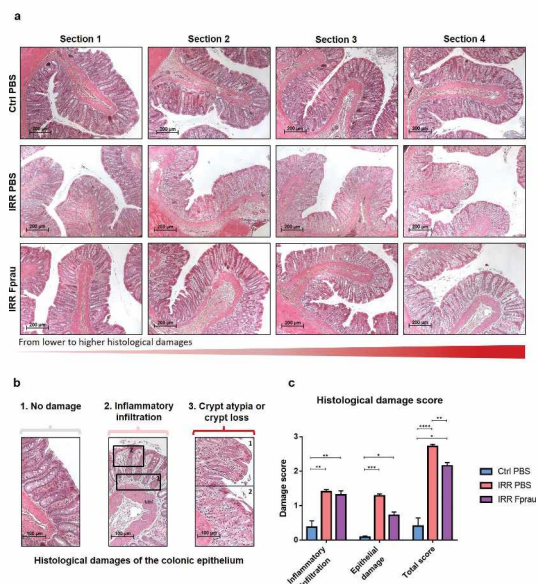 a
Section 1 Section 2 Section 3 Section 4
Ctrl PBS
200 µm 200 µm 200 µm 200 µm
IRR PBS
200 µm 200 µm 200 µm 200 µm
IRR Fprau
200 µm 200 µm 200 µm 200 µm
From lower to higher histological damages
b
1. No damage
2. Inflammatory
infiltration
3. Crypt atypia or
crypt loss
1
2
100 µm 100 µm 100 µm
Histological damages of the colonic epithelium
c
Histological damage score
Damage score
3
2
1
0
** ** *** * **** ** *
Inflammatory
infiltration
Epithelial
damage
Total score
Ctrl PBS
IRR PBS
IRR Fprau